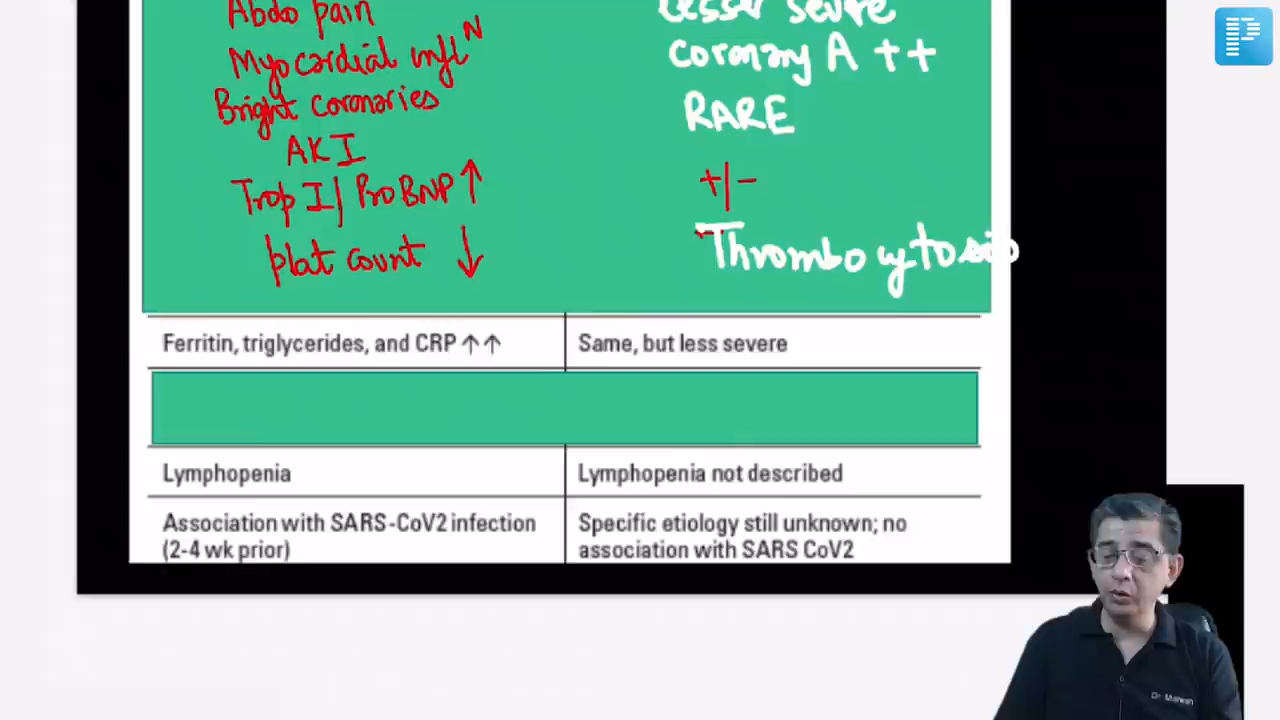 Abdo pain
Lesser severe
Myocardial inflN
coronary A ++
Bright coronaries
RARE
AKI
Trop I/ ProBNP ↑
+/-
plat count ↓
Thrombocytosis
Ferritin, triglycerides, and CRP ↑↑
Same, but less severe
Lymphopenia
Lymphopenia not described
Association with SARS-CoV2 infection
(2-4 wk prior)
Specific etiology still unknown; no
association with SARS CoV2